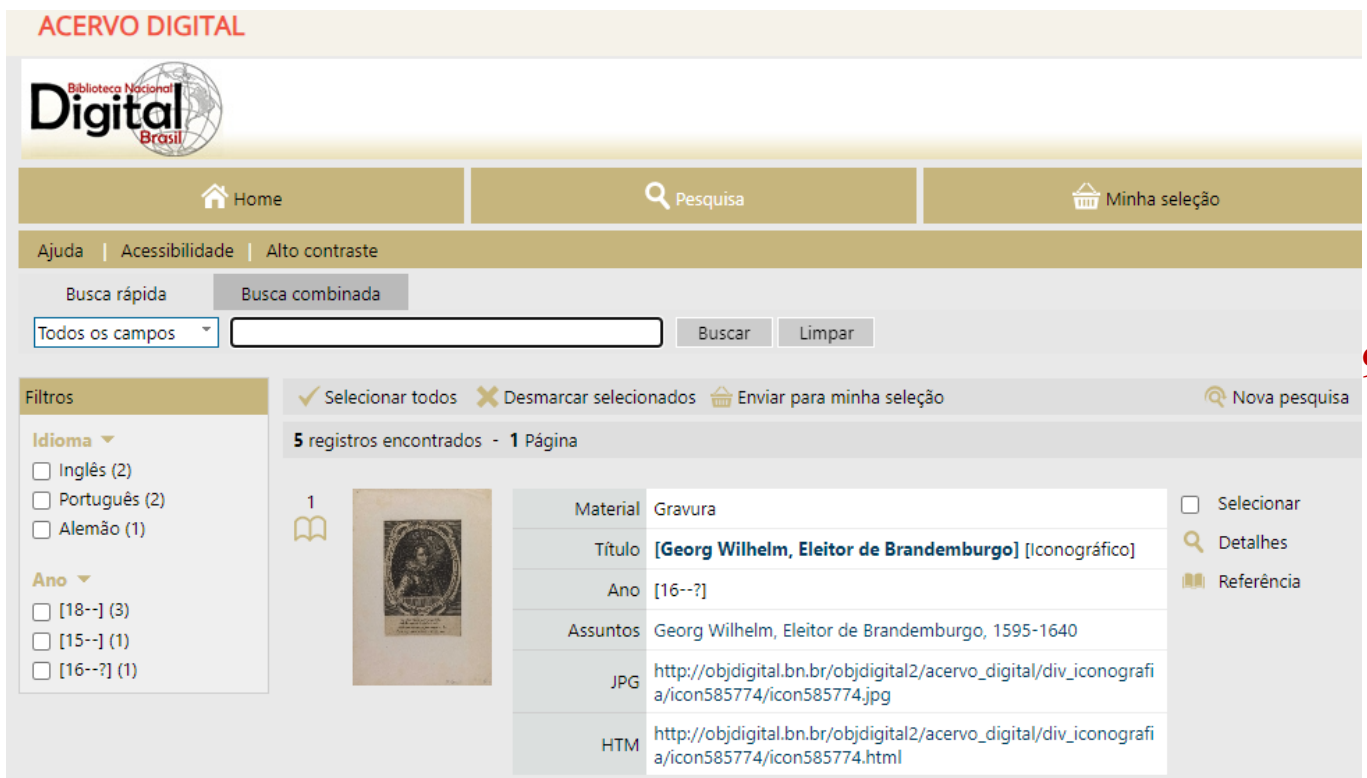 ACERVO DIGITAL
Biblioteca Nacional
Digital
Brasil
Home
Pesquisa
Minha seleção
Ajuda | Acessibilidade | Alto contraste
Busca rápida
Busca combinada
Todos os campos
Buscar
Limpar
Filtros
Idioma
Inglês (2)
Português (2)
Alemão (1)
Ano
[18--] (3)
[15--] (1)
[16--?] (1)
Selecionar todos
Desmarcar selecionados
Enviar para minha seleção
Nova pesquisa
5 registros encontrados - 1 Página
1
Material Gravura
Título [Georg Wilhelm, Eleitor de Brandemburgo] [Iconográfico]
Ano [16--?]
Assuntos Georg Wilhelm, Eleitor de Brandemburgo, 1595-1640
JPG http://objdigital.bn.br/objdigital2/acervo_digital/div_iconografi
a/icon585774/icon585774.jpg
HTM http://objdigital.bn.br/objdigital2/acervo_digital/div_iconografi
a/icon585774/icon585774.html
Selecionar
Detalhes
Referência